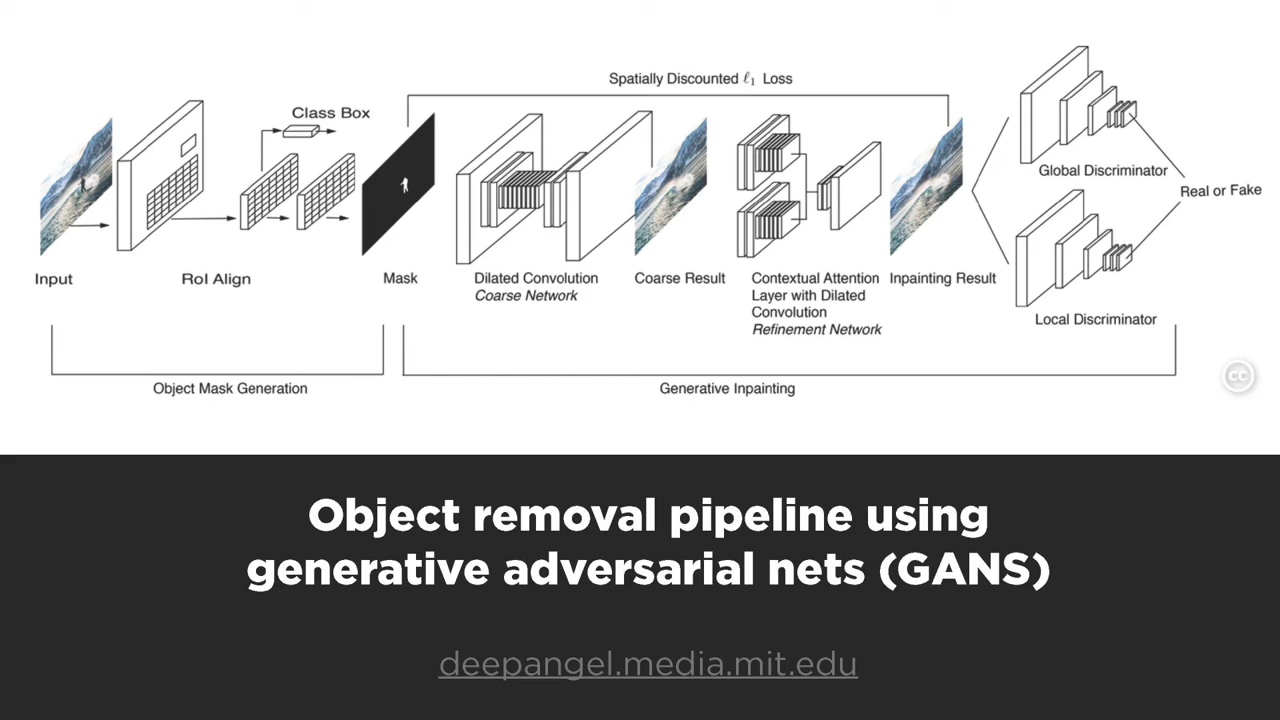 Spatially Discounted ℓ1 Loss
Class Box
Global Discriminator
Real or Fake
Input
RoI Align
Mask
Dilated Convolution
Coarse Network
Coarse Result
Contextual Attention
Layer with Dilated
Convolution
Refinement Network
Inpainting Result
Local Discriminator
Object Mask Generation
Generative Inpainting
cc
Object removal pipeline using
generative adversarial nets (GANS)
deepangel.media.mit.edu